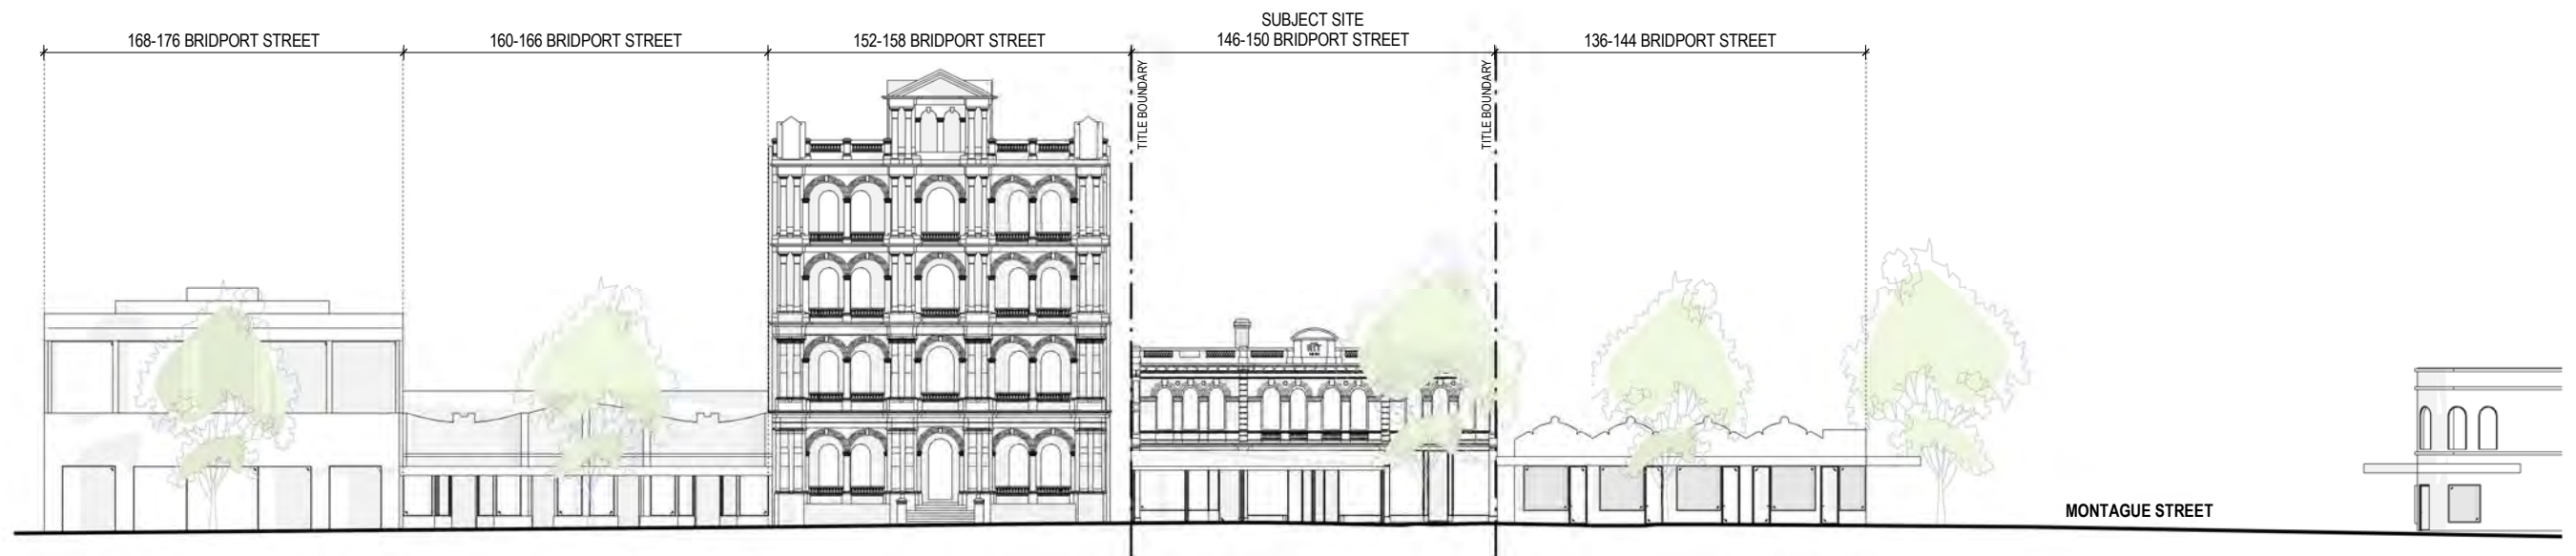 168-176 BRIDPORT STREET
160-166 BRIDPORT STREET
152-158 BRIDPORT STREET
SUBJECT SITE
146-150 BRIDPORT STREET
136-144 BRIDPORT STREET
TITLE BOUNDARY
TITLE BOUNDARY
MONTAGUE STREET